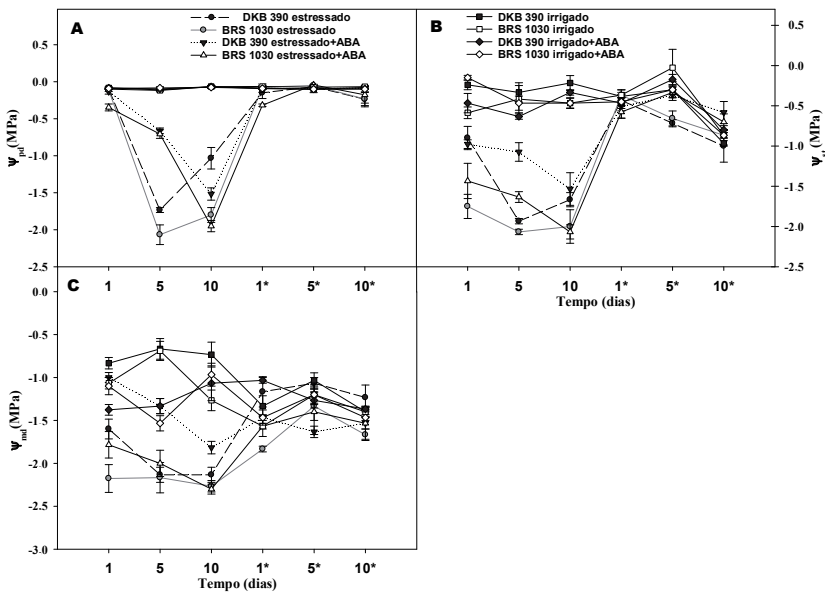 A
DKB 390 estressado
BRS 1030 estressado
DKB 390 estressado+ABA
BRS 1030 estressado+ABA
0.5
0.0
-0.5
-1.0
-1.5
-2.0
-2.5
Ψpd(MPa)
B
DKB 390 irrigado
BRS 1030 irrigado
DKB 390 irrigado+ABA
BRS 1030 irrigado+ABA
0.5
0.0
-0.5
-1.0
-1.5
-2.0
-2.5
(MPa)
1 5 10 1* 5* 10*
Tempo (dias)
C
1 5 10 1* 5* 10*
0.0
-0.5
-1.0
-1.5
-2.0
-2.5
-3.0
Ψmd(MPa)
1 5 10 1* 5* 10*
Tempo (dias)